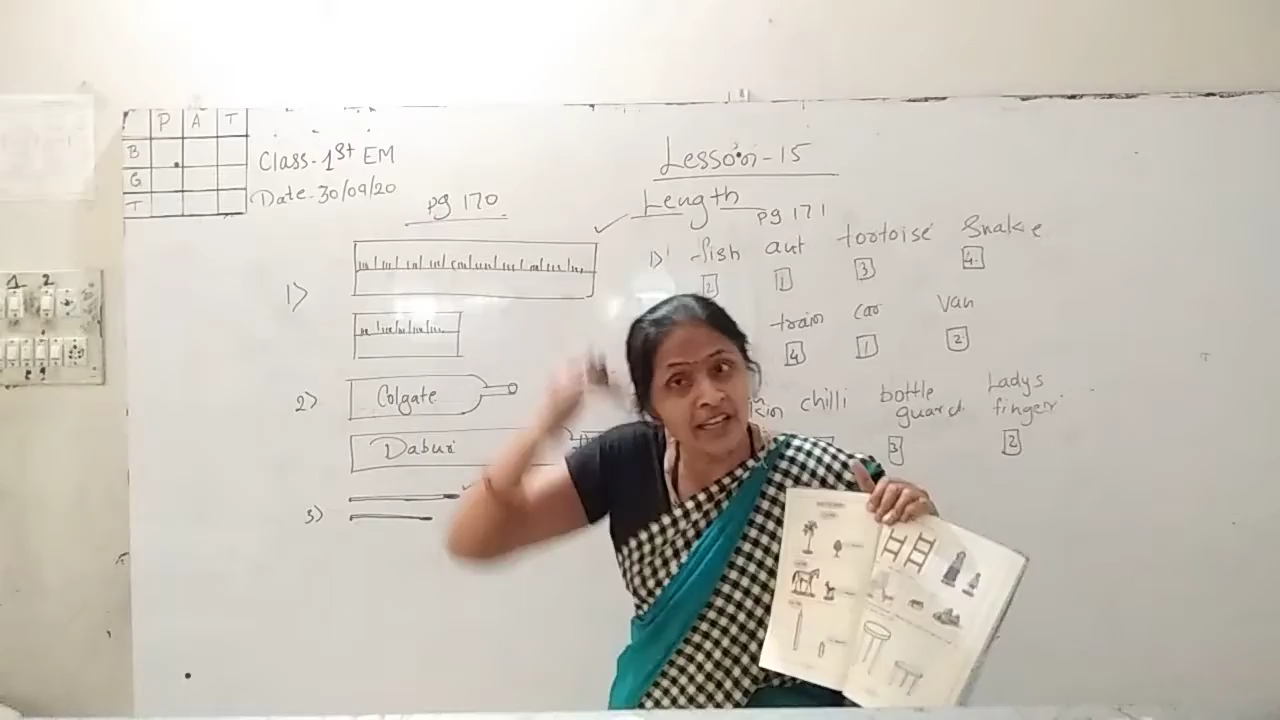 P A T
B
G
T
Class-1st EM
Date-30/09/20
Lesson-15
Length
pg 170
1)
2) Colgate
Dabur
3)
pg 171
1) fish ant tortoise Snake
2 1 3 4
train car Van
4 1 2
chilli bottle guard Ladys finger
3 2
1 2